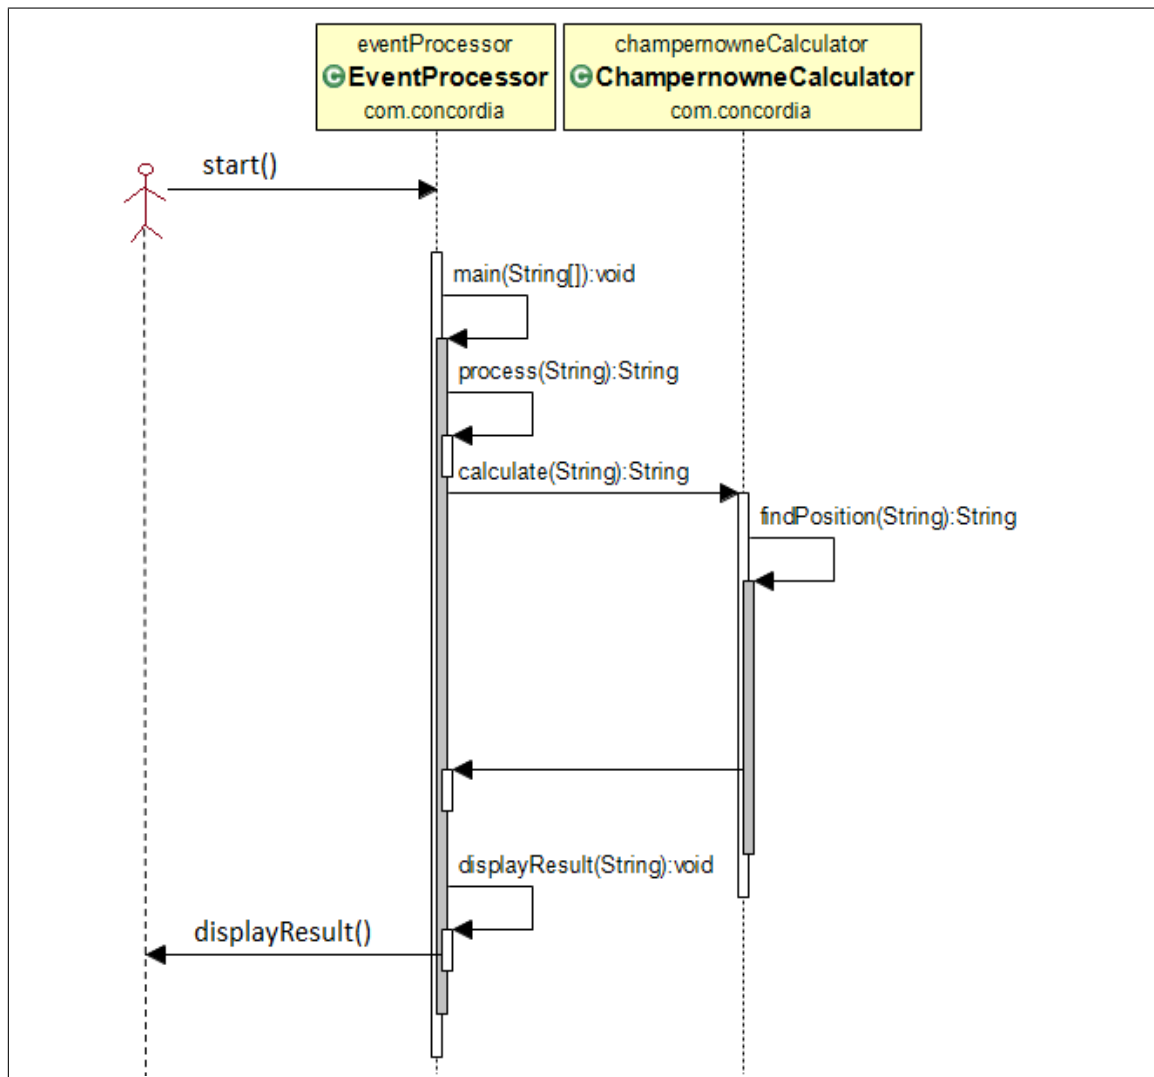 eventProcessor
C EventProcessor
com.concordia
champernowneCalculator
C ChampernowneCalculator
com.concordia
start()
main(String[]):void
process(String):String
calculate(String):String
findPosition(String):String
displayResult(String):void
displayResult()